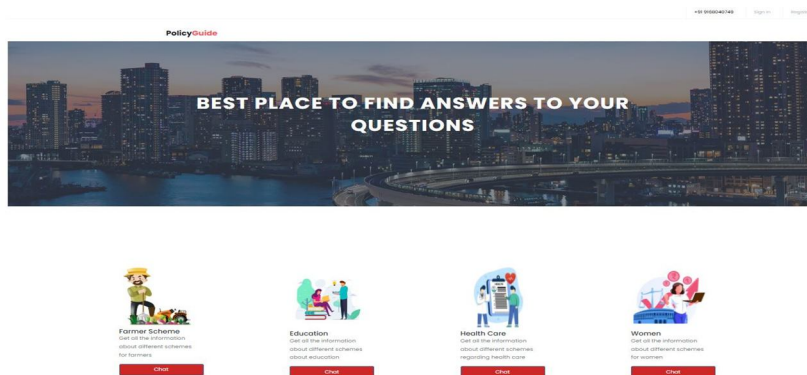 Sign in
PolicyGuide
BEST PLACE TO FIND ANSWERS TO YOUR
QUESTIONS
Farmer Scheme
Get all the information
about different schemes
for formers
Chat
Education
Get all the information
about different schemes
about education
Chat
Health Care
Get all the information
about different schemes
regarding health care
Chat
Women
Get all the information
about different schemes
for women
Chat